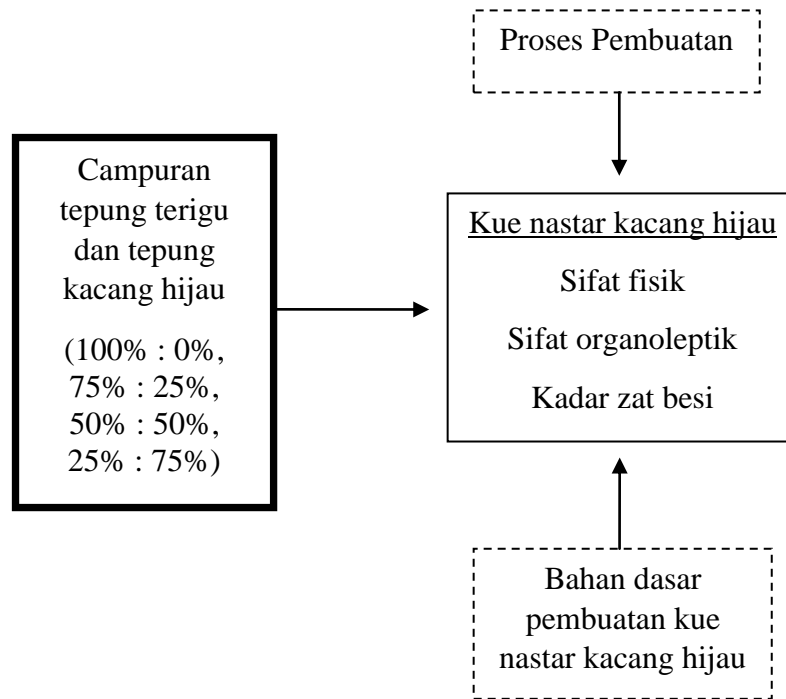 Proses Pembuatan
Campuran
tepung terigu
dan tepung
kacang hijau
(100% : 0%,
75% : 25%,
50% : 50%,
25% : 75%)
Kue nastar kacang hijau
Sifat fisik
Sifat organoleptik
Kadar zat besi
Bahan dasar
pembuatan kue
nastar kacang hijau